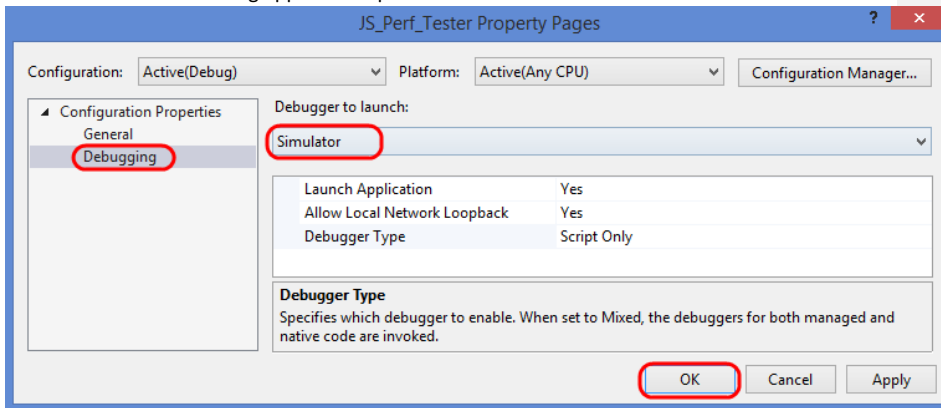 JS_Perf_Tester Property Pages
?
Configuration: Active(Debug) Platform: Active(Any CPU) Configuration Manager...
Configuration Properties
General
Debugging
Debugger to launch:
Simulator
Launch Application Yes
Allow Local Network Loopback Yes
Debugger Type Script Only
Debugger Type
Specifies which debugger to enable. When set to Mixed, the debuggers for both managed and
native code are invoked.
OK Cancel Apply